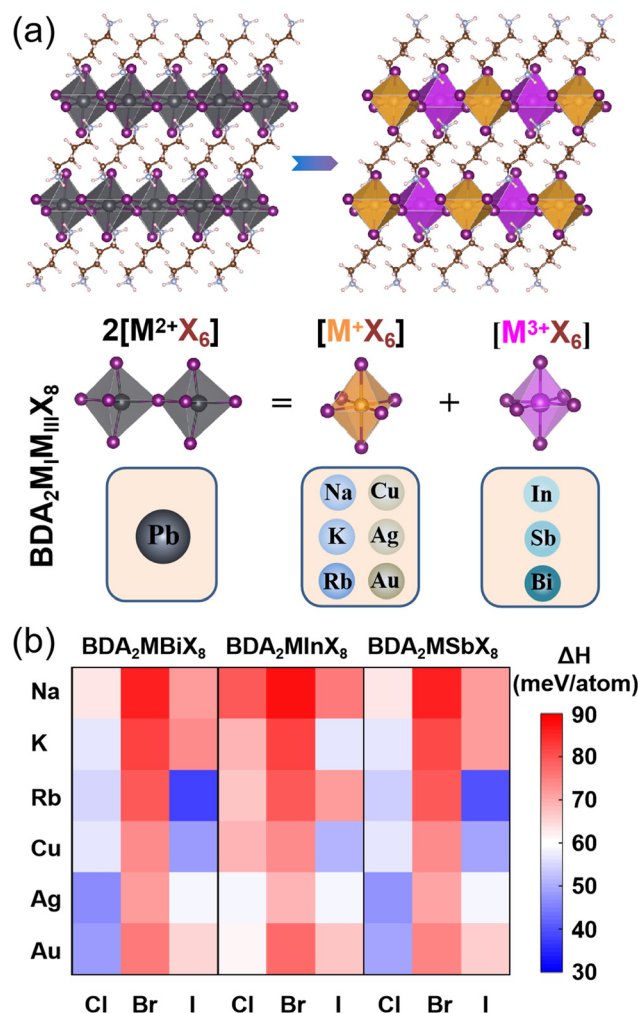 (a)
2[M²⁺X₆] [M⁺X₆] [M³⁺X₆]
= +
BDA₂MᵢMᵢᵢᵢX₈
Pb
Na Cu
K Ag
Rb Au
In
Sb
Bi
(b)
BDA₂MBiX₈ BDA₂MInX₈ BDA₂MSbX₈
ΔH
(meV/atom)
Na
K
Rb
Cu
Ag
Au
90
80
70
60
50
40
30
Cl Br I Cl Br I Cl Br I